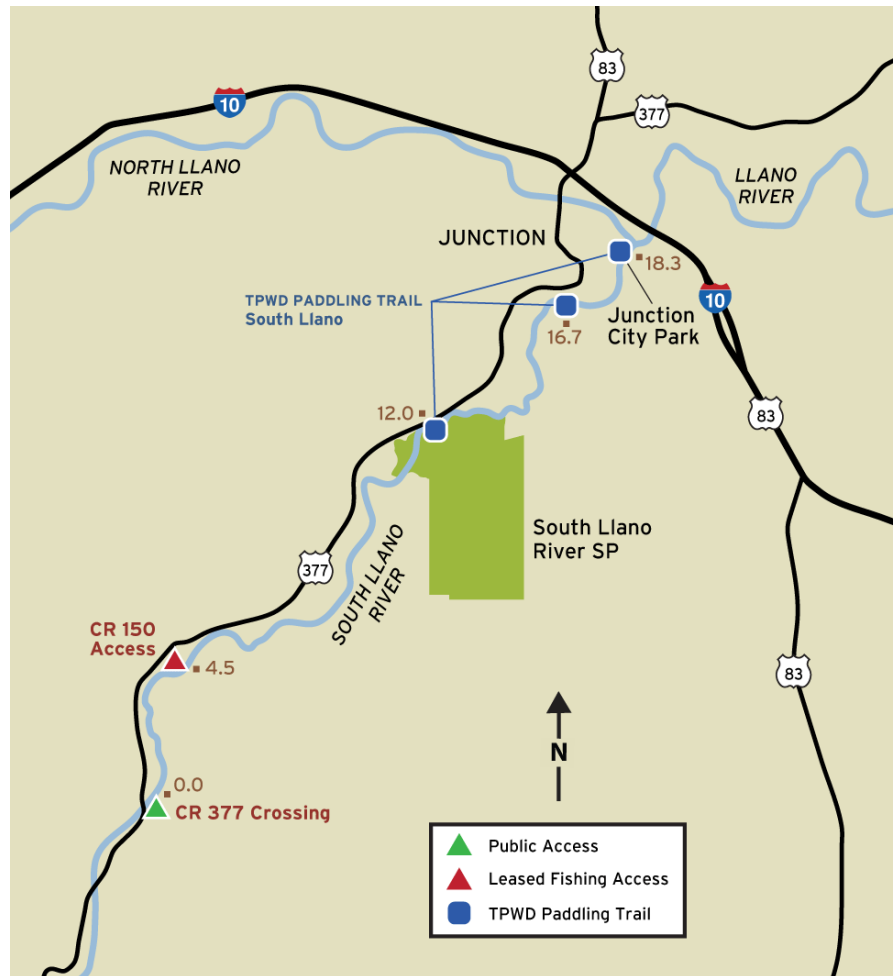 83
10
377
NORTH LLANO
RIVER
LLANO
RIVER
JUNCTION
18.3
TPWD PADDLING TRAIL
South Llano
10
Junction
City Park
16.7
12.0
83
South Llano
River SP
SOUTH LLANO
RIVER
377
CR 150
Access
4.5
83
N
0.0
CR 377 Crossing
Public Access
Leased Fishing Access
TPWD Paddling Trail